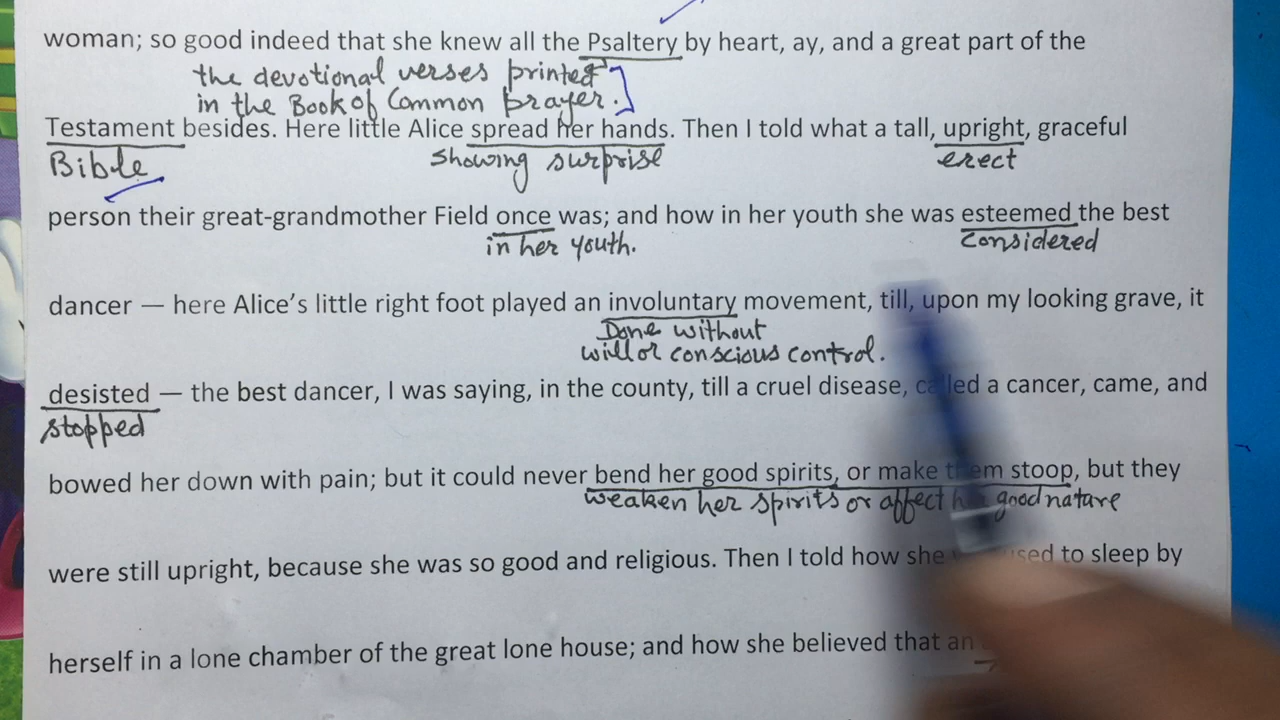 woman; so good indeed that she knew all the Psaltery by heart, ay, and a great part of the
the devotional verses printed
in the Book of Common prayer.]
Testament besides. Here little Alice spread her hands. Then I told what a tall, upright, graceful
Bible showing surprise erect
person their great-grandmother Field once was; and how in her youth she was esteemed the best
in her youth. Considered
dancer — here Alice's little right foot played an involuntary movement, till, upon my looking grave, it
Done without
will or conscious control.
desisted — the best dancer, I was saying, in the county, till a cruel disease, called a cancer, came, and
stopped
bowed her down with pain; but it could never bend her good spirits, or make them stoop, but they
weaken her spirits or affect her good nature
were still upright, because she was so good and religious. Then I told how she used to sleep by
herself in a lone chamber of the great lone house; and how she believed that an